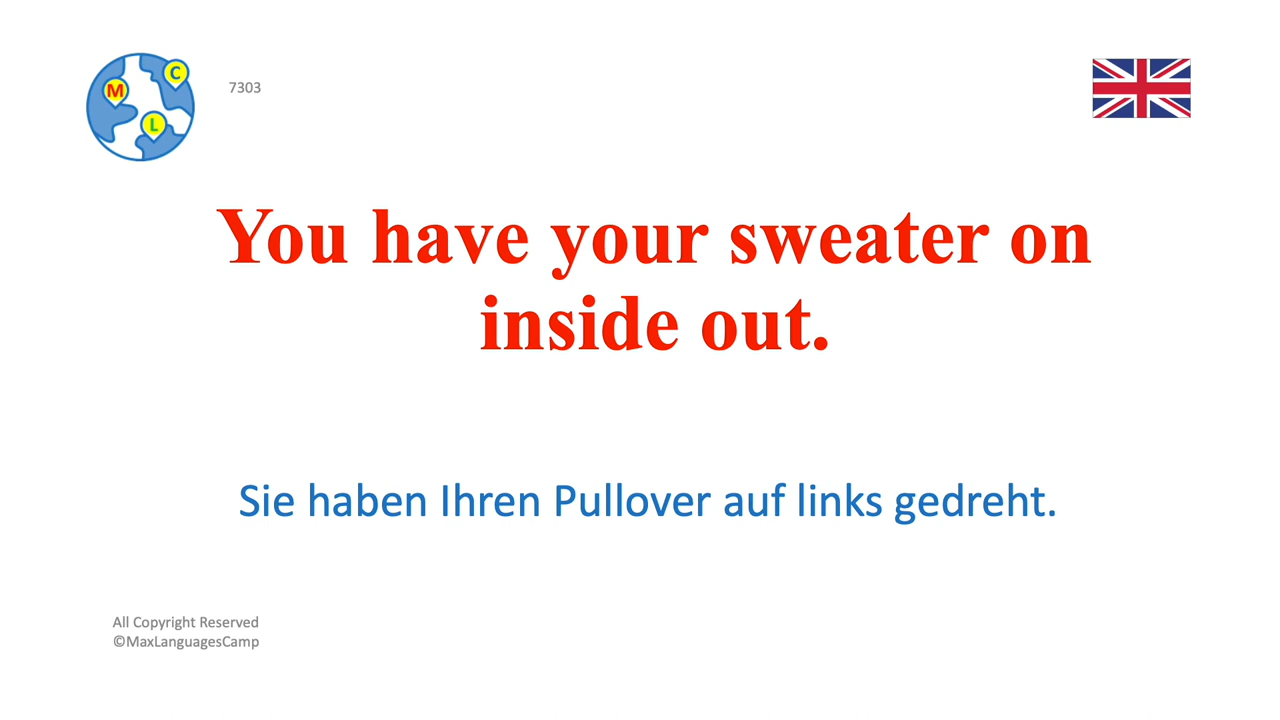 M
C
L
7303
You have your sweater on
inside out.
Sie haben Ihren Pullover auf links gedreht.
All Copyright Reserved
©MaxLanguagesCamp